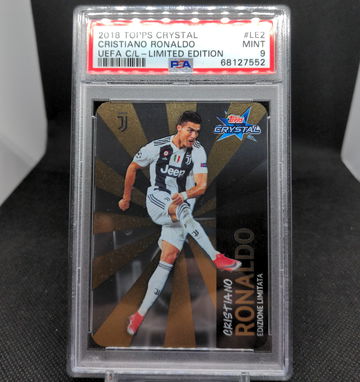 2018 TOPPS CRYSTAL #LE2
CRISTIANO RONALDO MINT
UEFA C/L-LIMITED EDITION 9
PSA 68127552
Topps
CRYSTAL
Jeep
CRISTIANO
RONALDO
EDIZIONE LIMITATA